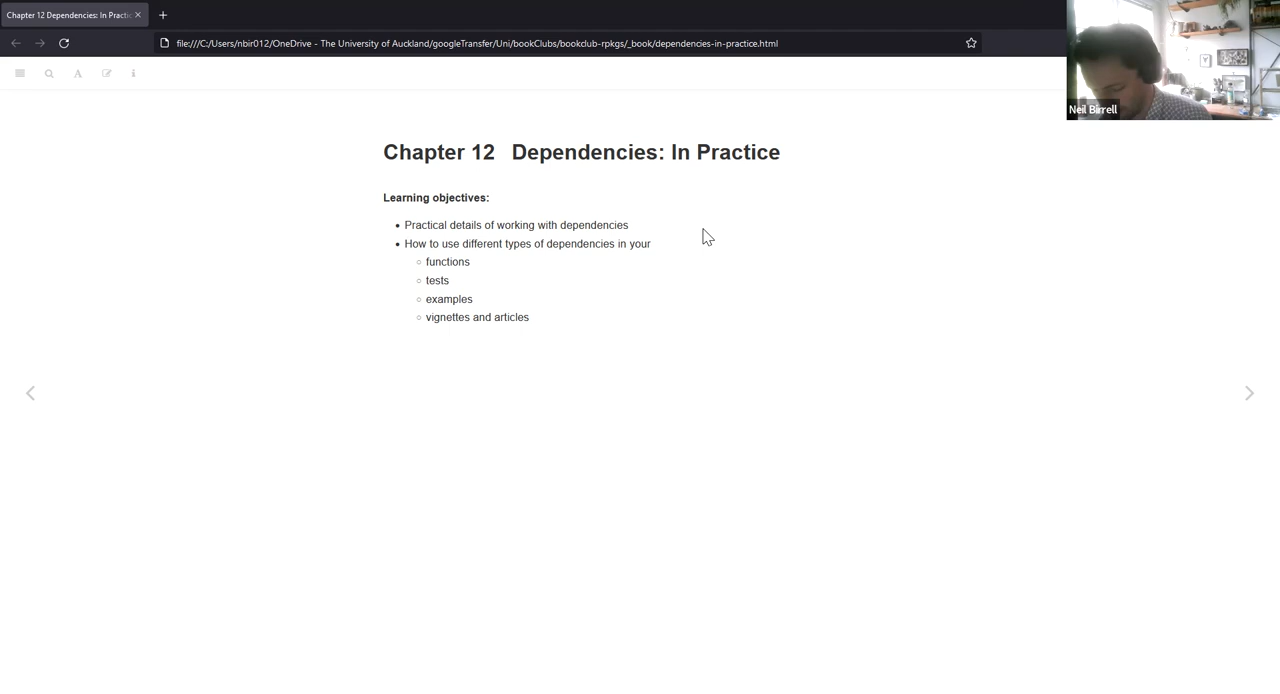 Chapter 12 Dependencies: In Practic
file:///C:/Users/nbir012/OneDrive - The University of Auckland/googleTransfer/Uni/bookClubs/bookclub-rpkgs/_book/dependencies-in-practice.html
Neil Birrell
Chapter 12 Dependencies: In Practice
Learning objectives:
Practical details of working with dependencies
How to use different types of dependencies in your
functions
tests
examples
vignettes and articles